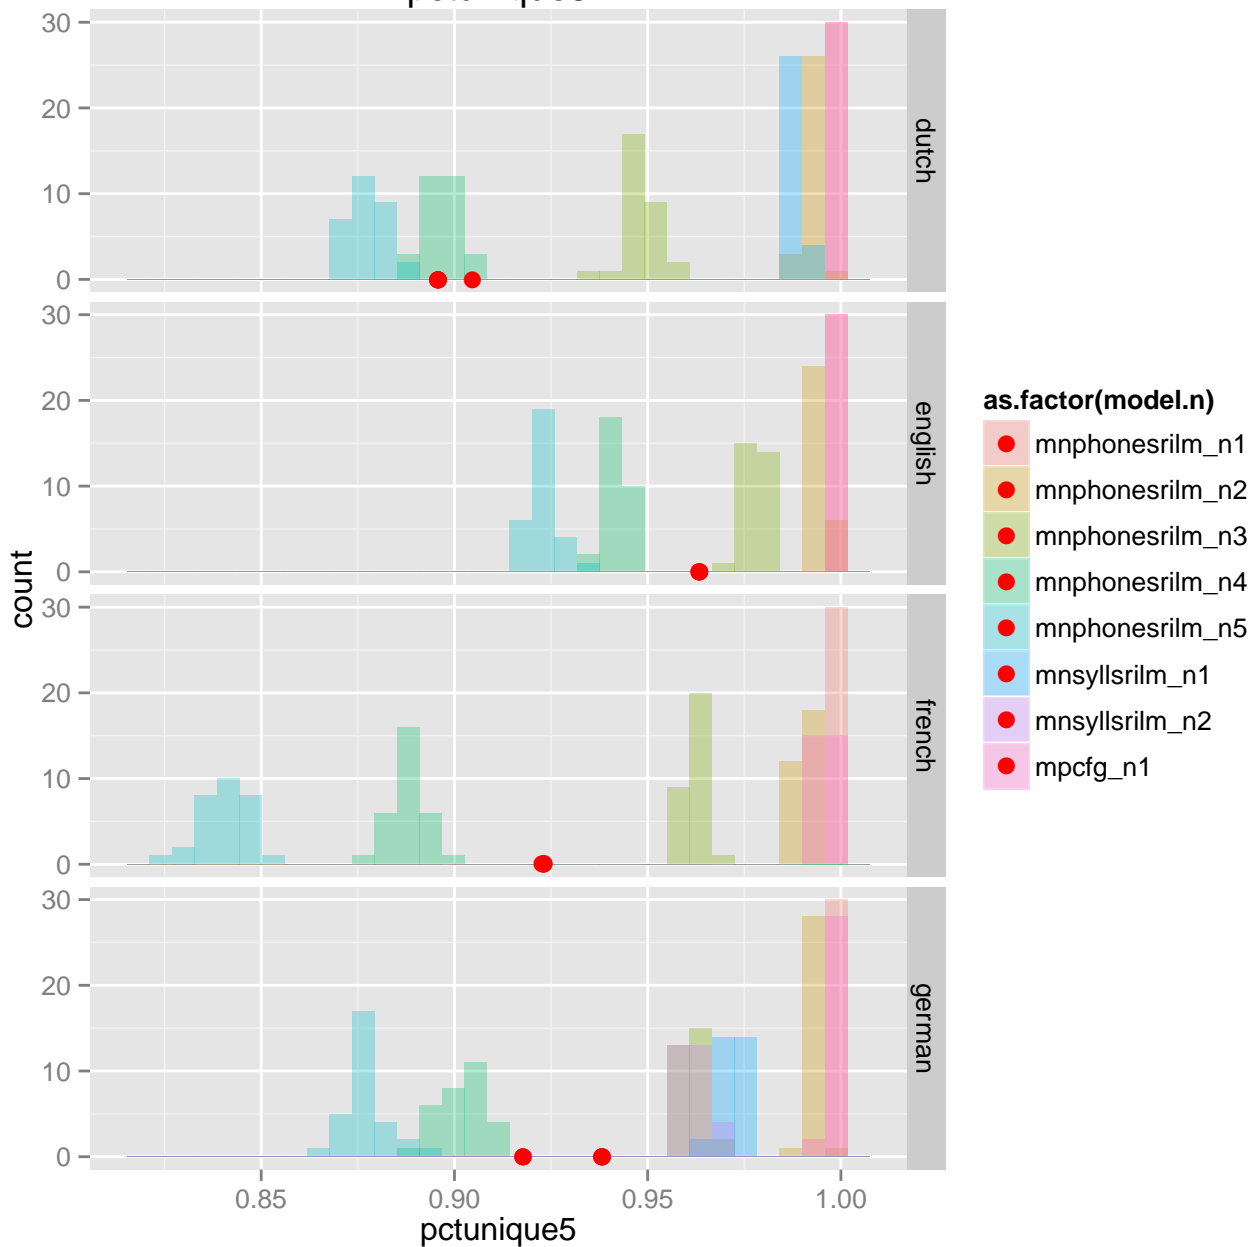 pctunique5
30
20
10
0
dutch
30
20
10
0
english
30
20
10
0
french
30
20
10
0
german
count
0.85
0.90
0.95
1.00
pctunique5
as.factor(model.n)
mnphonesrilm_n1
mnphonesrilm_n2
mnphonesrilm_n3
mnphonesrilm_n4
mnphonesrilm_n5
mnsyllsrilm_n1
mnsyllsrilm_n2
mpcfg_n1